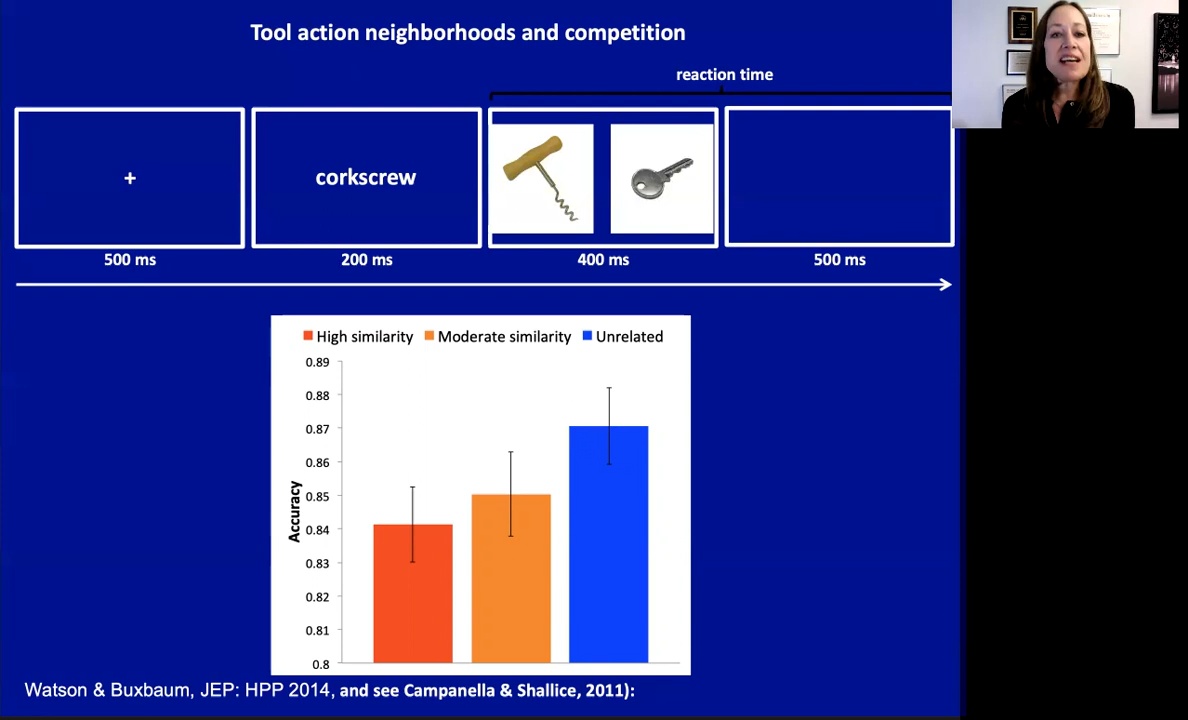 Tool action neighborhoods and competition
reaction time
+
corkscrew
500 ms
200 ms
400 ms
500 ms
High similarity
Moderate similarity
Unrelated
Accuracy
0.89
0.88
0.87
0.86
0.85
0.84
0.83
0.82
0.81
0.8
Watson & Buxbaum, JEP: HPP 2014, and see Campanella & Shallice, 2011):